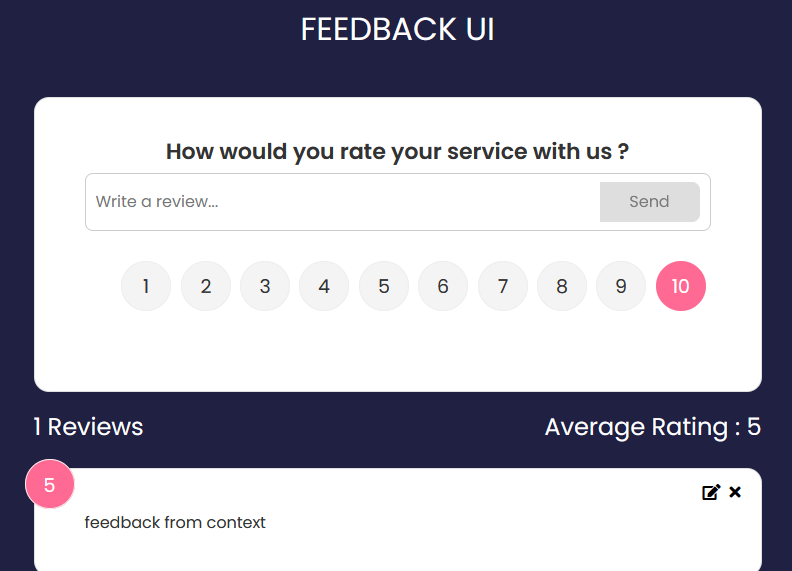 FEEDBACK UI
How would you rate your service with us ?
Write a review...
Send
1 2 3 4 5 6 7 8 9 10
1 Reviews
Average Rating : 5
5
feedback from context